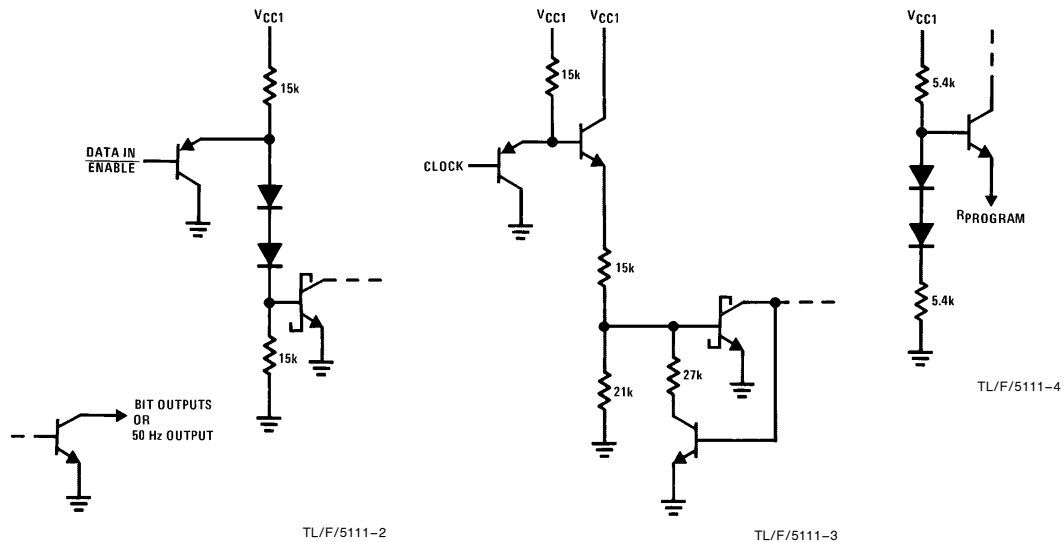 VCC1
15k
DATA IN
ENABLE
15k
BIT OUTPUTS
OR
50 Hz OUTPUT
TL/F/5111–2
VCC1
VCC1
15k
CLOCK
15k
21k
27k
TL/F/5111–3
VCC1
5.4k
RPROGRAM
5.4k
TL/F/5111–4